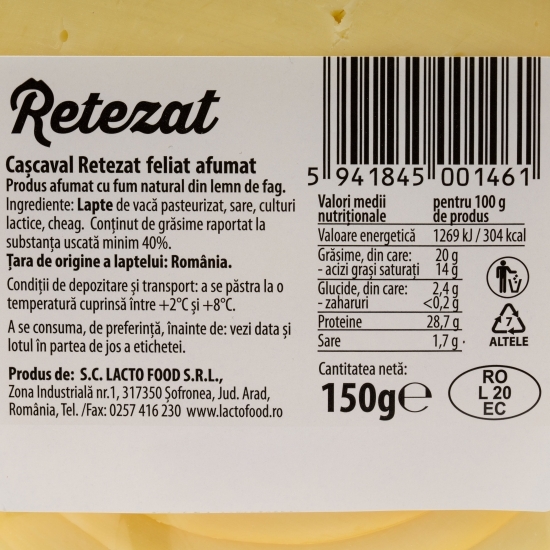 Retezat
Cașcaval Retezat feliat afumat
Produs afumat cu fum natural din lemn de fag.
Ingrediente: Lapte de vacă pasteurizat, sare, culturi
lactice, cheag. Conținut de grăsime raportat la
substanța uscată minim 40%.
Țara de origine a laptelui: România.
Condiții de depozitare și transport: a se păstra la o
temperatură cuprinsă între +2°C și +8°C.
A se consuma, de preferință, înainte de: vezi data și
lotul în partea de jos a etichetei.
Produs de: S.C. LACTO FOOD S.R.L.,
Zona Industrială nr.1, 317350 Șofronea, Jud. Arad,
România, Tel. /Fax: 0257 416 230 www.lactofood.ro
5 941845 001461
Valori medii pentru 100 g
nutriționale de produs
Valoare energetică 1269 kJ / 304 kcal
Grăsime, din care: 20 g
- acizi grași saturați 14 g
Glucide, din care: 2,4 g
- zaharuri <0,2 g
Proteine 28,7 g
Sare 1,7 g
7
ALTELE
Cantitatea netă:
150g℮
RO
L 20
EC